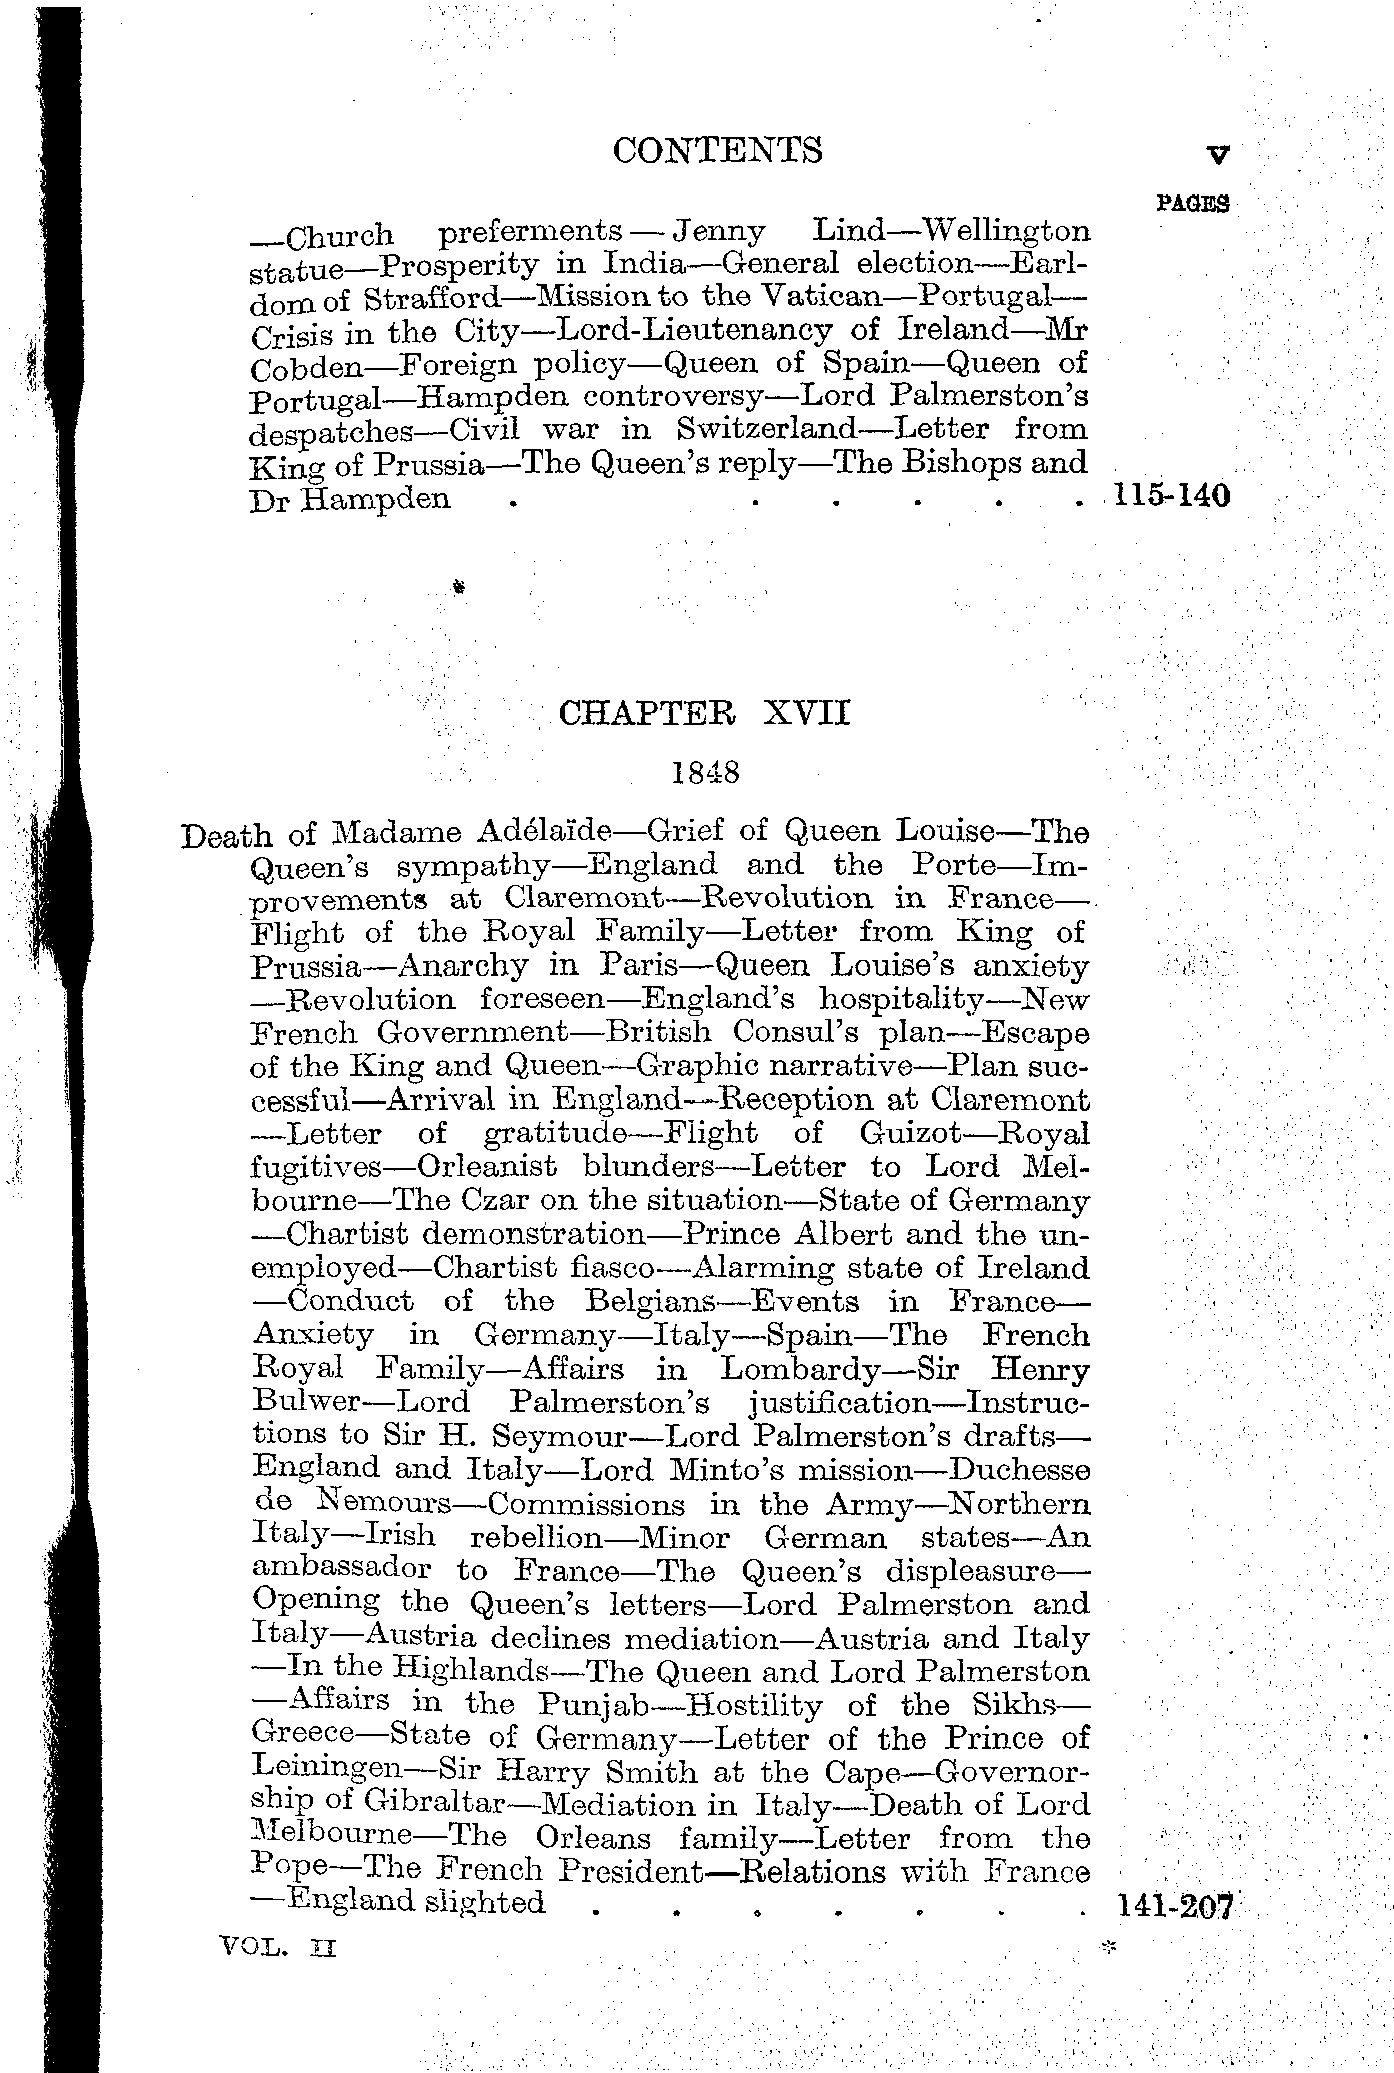 CONTENTS v
PAGES
—Church preferments—Jenny Lind—Wellington
statue—Prosperity in India—General election—Earl-
dom of Strafford—Mission to the Vatican—Portugal—
Crisis in the City—Lord-Lieutenancy of Ireland—Mr
Cobden—Foreign policy—Queen of Spain—Queen of
Portugal—Hampden controversy—Lord Palmerston's
despatches—Civil war in Switzerland—Letter from
King of Prussia—The Queen's reply—The Bishops and
Dr Hampden . . . . . . 115-140
CHAPTER XVII
1848
Death of Madame Adélaïde—Grief of Queen Louise—The
Queen's sympathy—England and the Porte—Im-
provements at Claremont—Revolution in France—
Flight of the Royal Family—Letter from King of
Prussia—Anarchy in Paris—Queen Louise's anxiety
—Revolution foreseen—England's hospitality—New
French Government—British Consul's plan—Escape
of the King and Queen—Graphic narrative—Plan suc-
cessful—Arrival in England—Reception at Claremont
—Letter of gratitude—Flight of Guizot—Royal
fugitives—Orleanist blunders—Letter to Lord Mel-
bourne—The Czar on the situation—State of Germany
—Chartist demonstration—Prince Albert and the un-
employed—Chartist fiasco—Alarming state of Ireland
—Conduct of the Belgians—Events in France—
Anxiety in Germany—Italy—Spain—The French
Royal Family—Affairs in Lombardy—Sir Henry
Bulwer—Lord Palmerston's justification—Instruc-
tions to Sir H. Seymour—Lord Palmerston's drafts—
England and Italy—Lord Minto's mission—Duchesse
de Nemours—Commissions in the Army—Northern
Italy—Irish rebellion—Minor German states—An
ambassador to France—The Queen's displeasure—
Opening the Queen's letters—Lord Palmerston and
Italy—Austria declines mediation—Austria and Italy
—In the Highlands—The Queen and Lord Palmerston
—Affairs in the Punjab—Hostility of the Sikhs—
Greece—State of Germany—Letter of the Prince of
Leiningen—Sir Harry Smith at the Cape—Governor-
ship of Gibraltar—Mediation in Italy—Death of Lord
Melbourne—The Orleans family—Letter from the
Pope—The French President—Relations with France
—England slighted . . . . . . . 141-207
VOL. II *